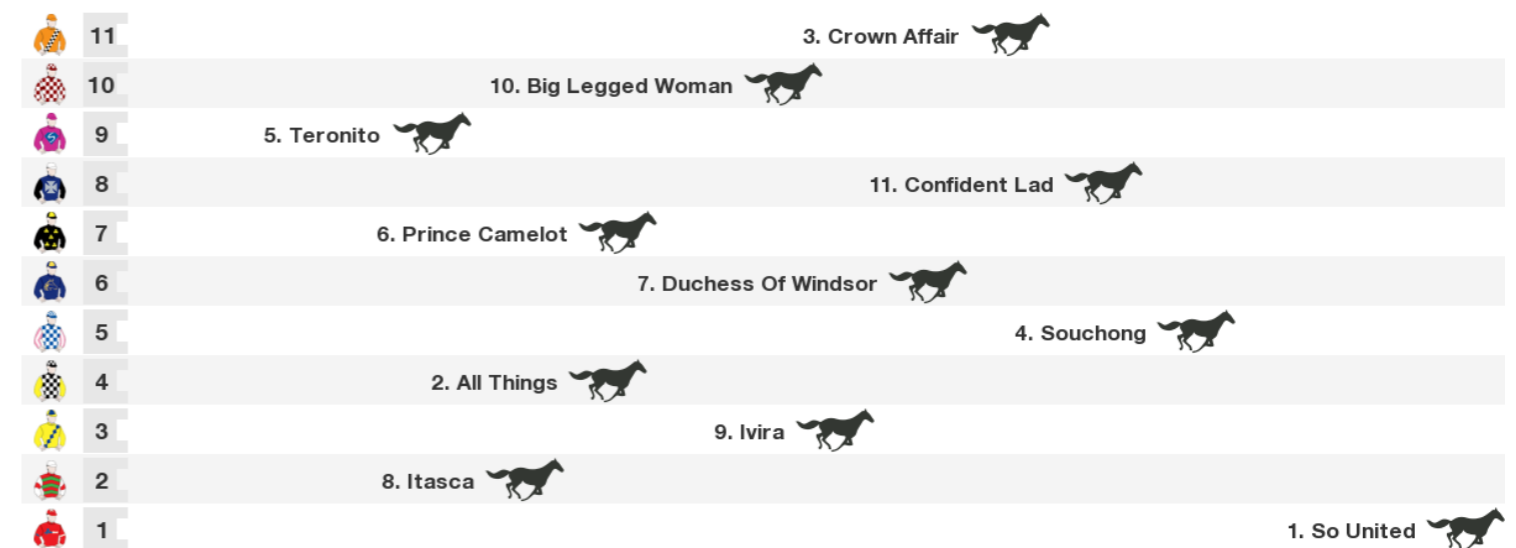 11 3. Crown Affair
10 10. Big Legged Woman
9 5. Teronito
8 11. Confident Lad
7 6. Prince Camelot
6 7. Duchess Of Windsor
5 4. Souchong
4 2. All Things
3 9. Ivira
2 8. Itasca
1 1. So United